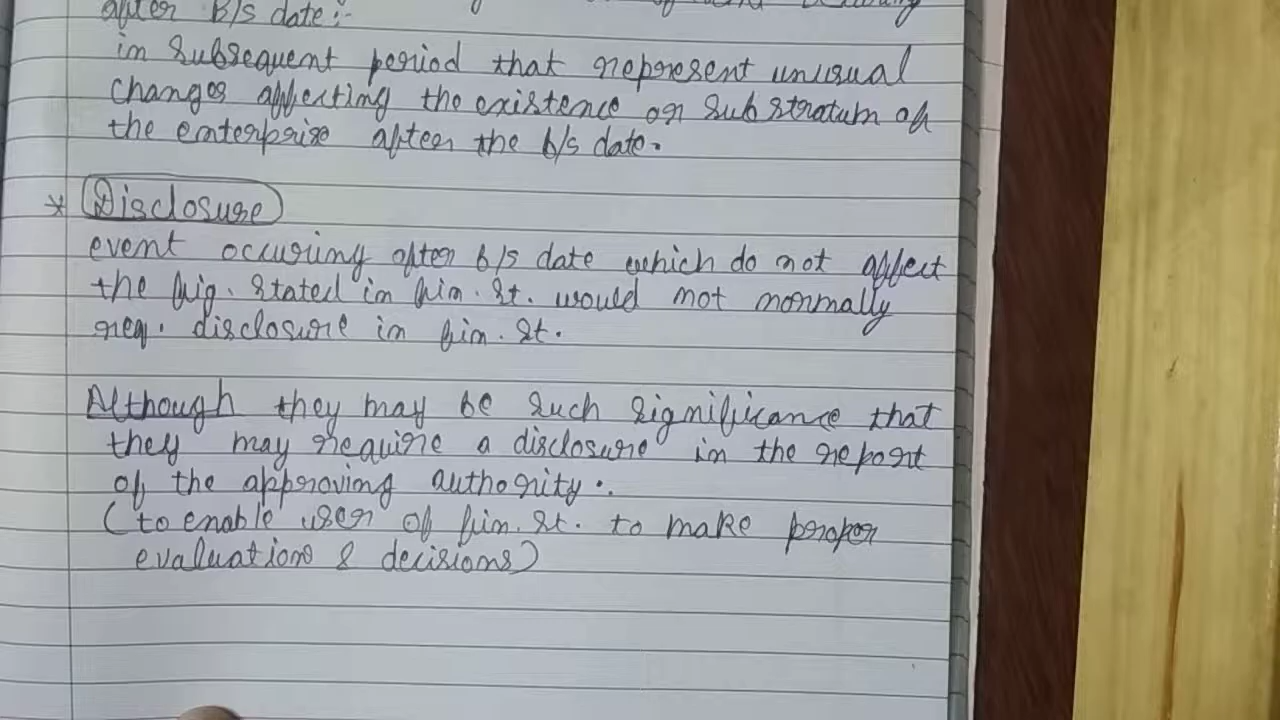 after B/s date:-
in subsequent period that represent unusual
changes affecting the existence or substratum of
the enterprise after the b/s date.
* Disclosure
event occuring after b/s date which do not affect
the fig. stated in fin. st. would not normally
req. disclosure in fin. st.
Although they may be such significance that
they may require a disclosure in the report
of the approving authority.
(to enable user of fin. st. to make proper
evaluations & decisions)